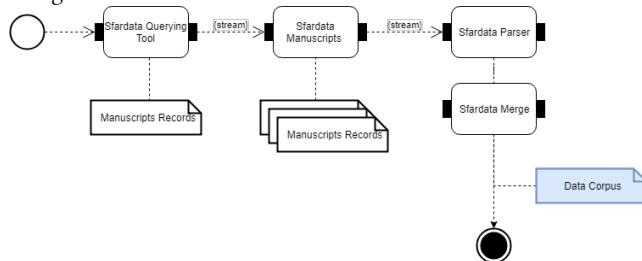 Sfardata Querying
Tool
{stream}
Sfardata
Manuscripts
{stream}
Sfardata Parser
Manuscripts Records
Manuscripts Records
Sfardata Merge
Data Corpus